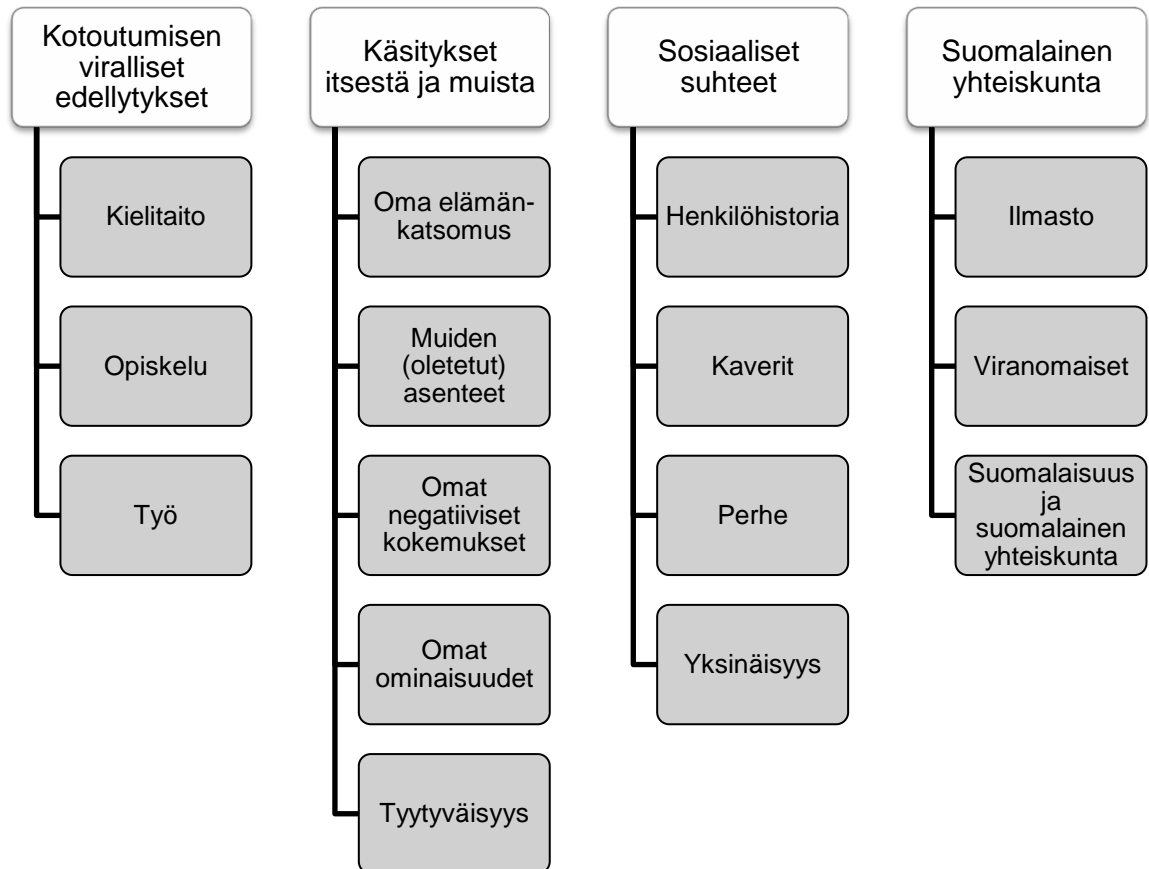 Kotoutumisen
viralliset
edellytykset
Kielitaito
Opiskelu
Työ
Käsitykset
itsestä ja muista
Oma elämän-
katsomus
Muiden
(oletetut)
asenteet
Omat
negatiiviset
kokemukset
Omat
ominaisuudet
Tyytyväisyys
Sosiaaliset
suhteet
Henkilöhistoria
Kaverit
Perhe
Yksinäisyys
Suomalainen
yhteiskunta
Ilmasto
Viranomaiset
Suomalaisuus
ja
suomalainen
yhteiskunta